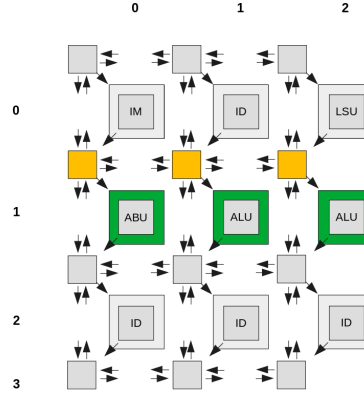 0 1 2
0
IM ID LSU
1
ABU ALU ALU
2
ID ID ID
3